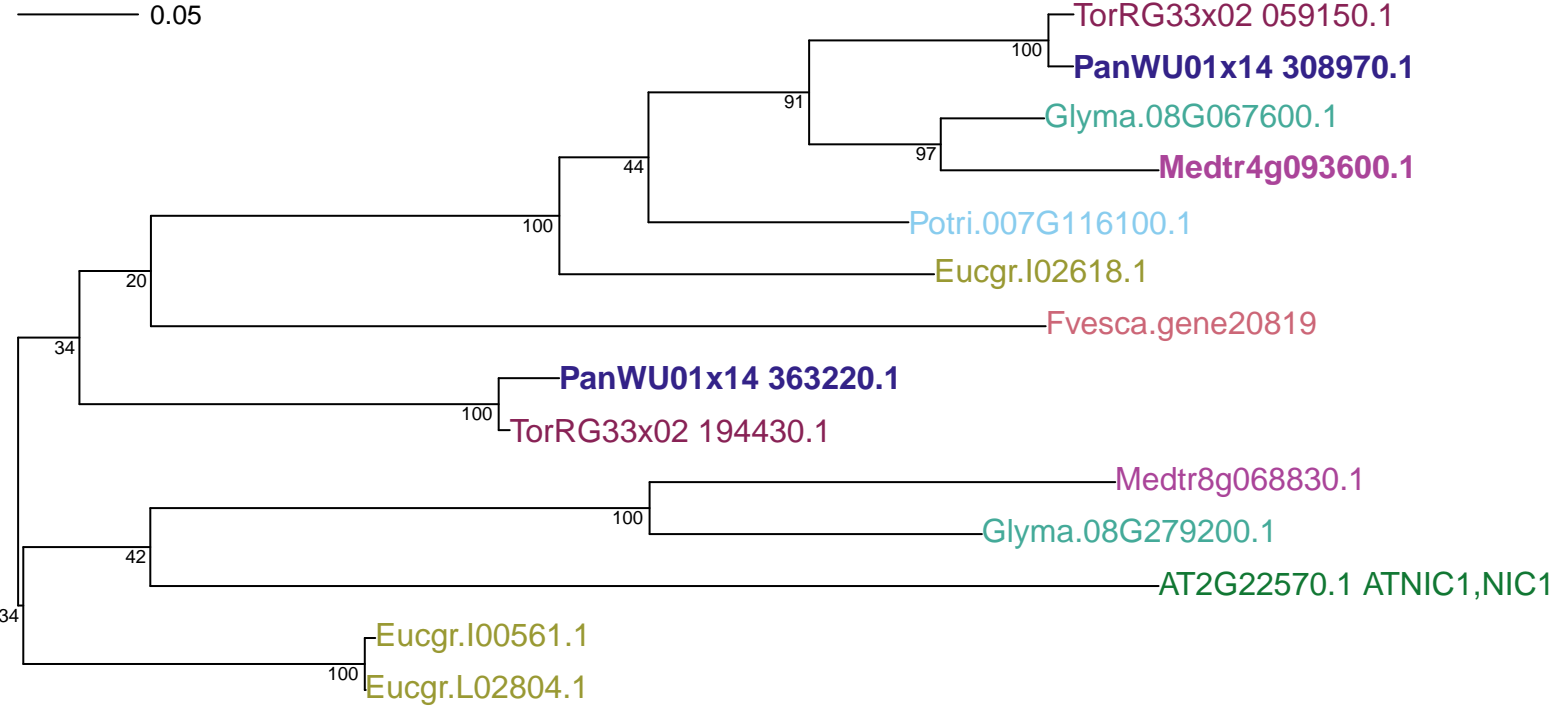 0.05
TorRG33x02 059150.1
100
PanWU01x14 308970.1
91
Glyma.08G067600.1
97
Medtr4g093600.1
44
Potri.007G116100.1
100
Eucgr.I02618.1
20
Fvesca.gene20819
34
PanWU01x14 363220.1
100
TorRG33x02 194430.1
Medtr8g068830.1
100
Glyma.08G279200.1
42
AT2G22570.1 ATNIC1,NIC1
34
Eucgr.I00561.1
100
Eucgr.L02804.1